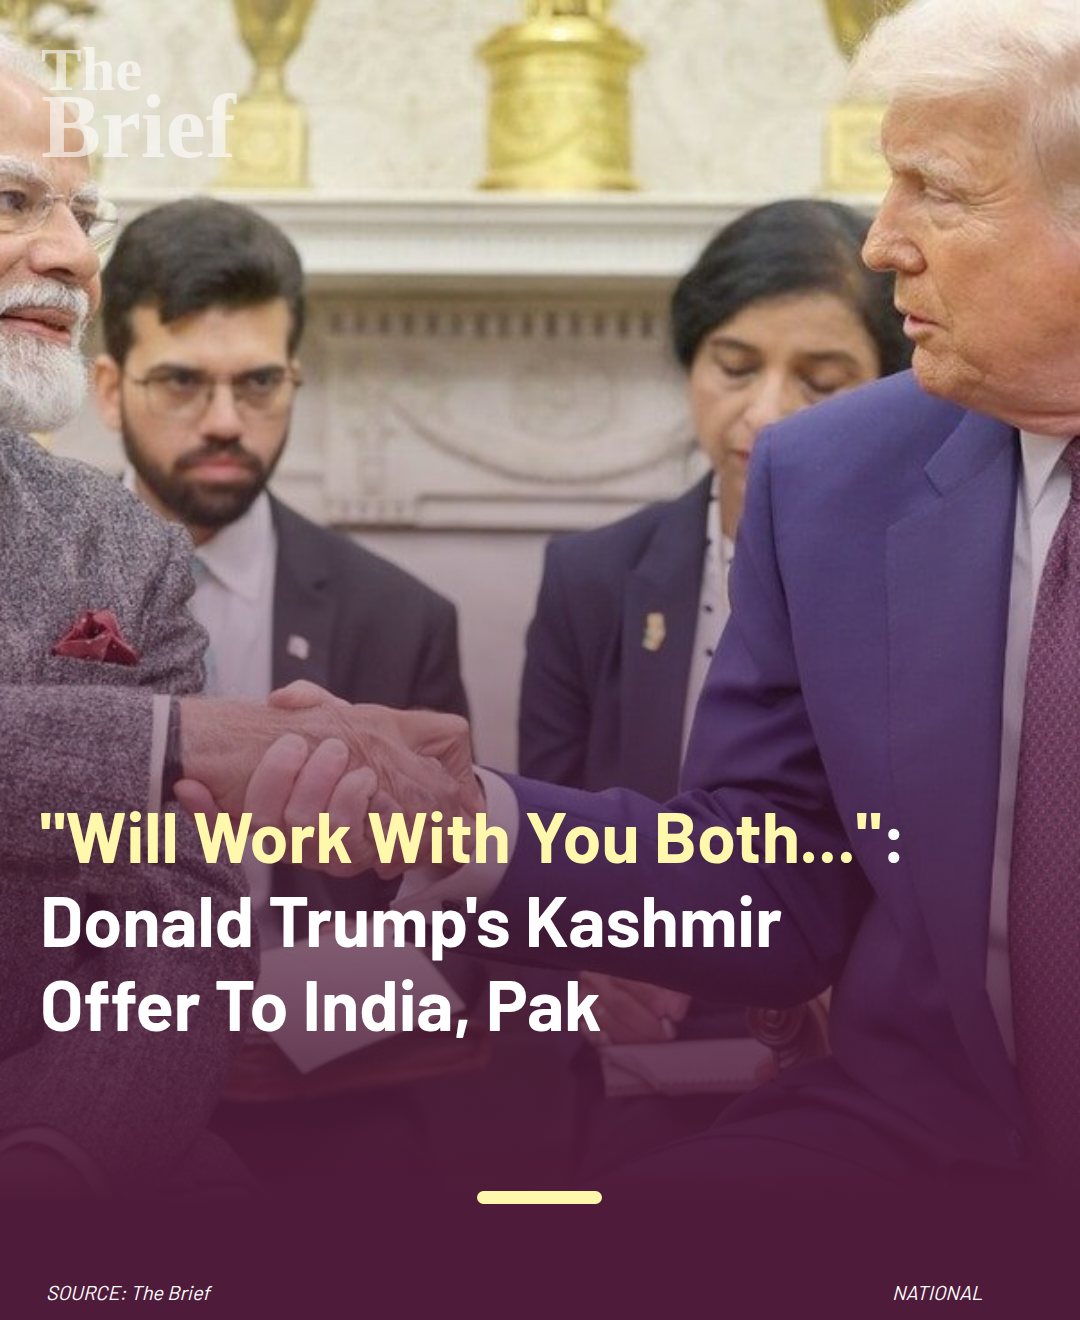 The
Brief
"Will Work With You Both...":
Donald Trump's Kashmir
Offer To India, Pak
SOURCE: The Brief
NATIONAL